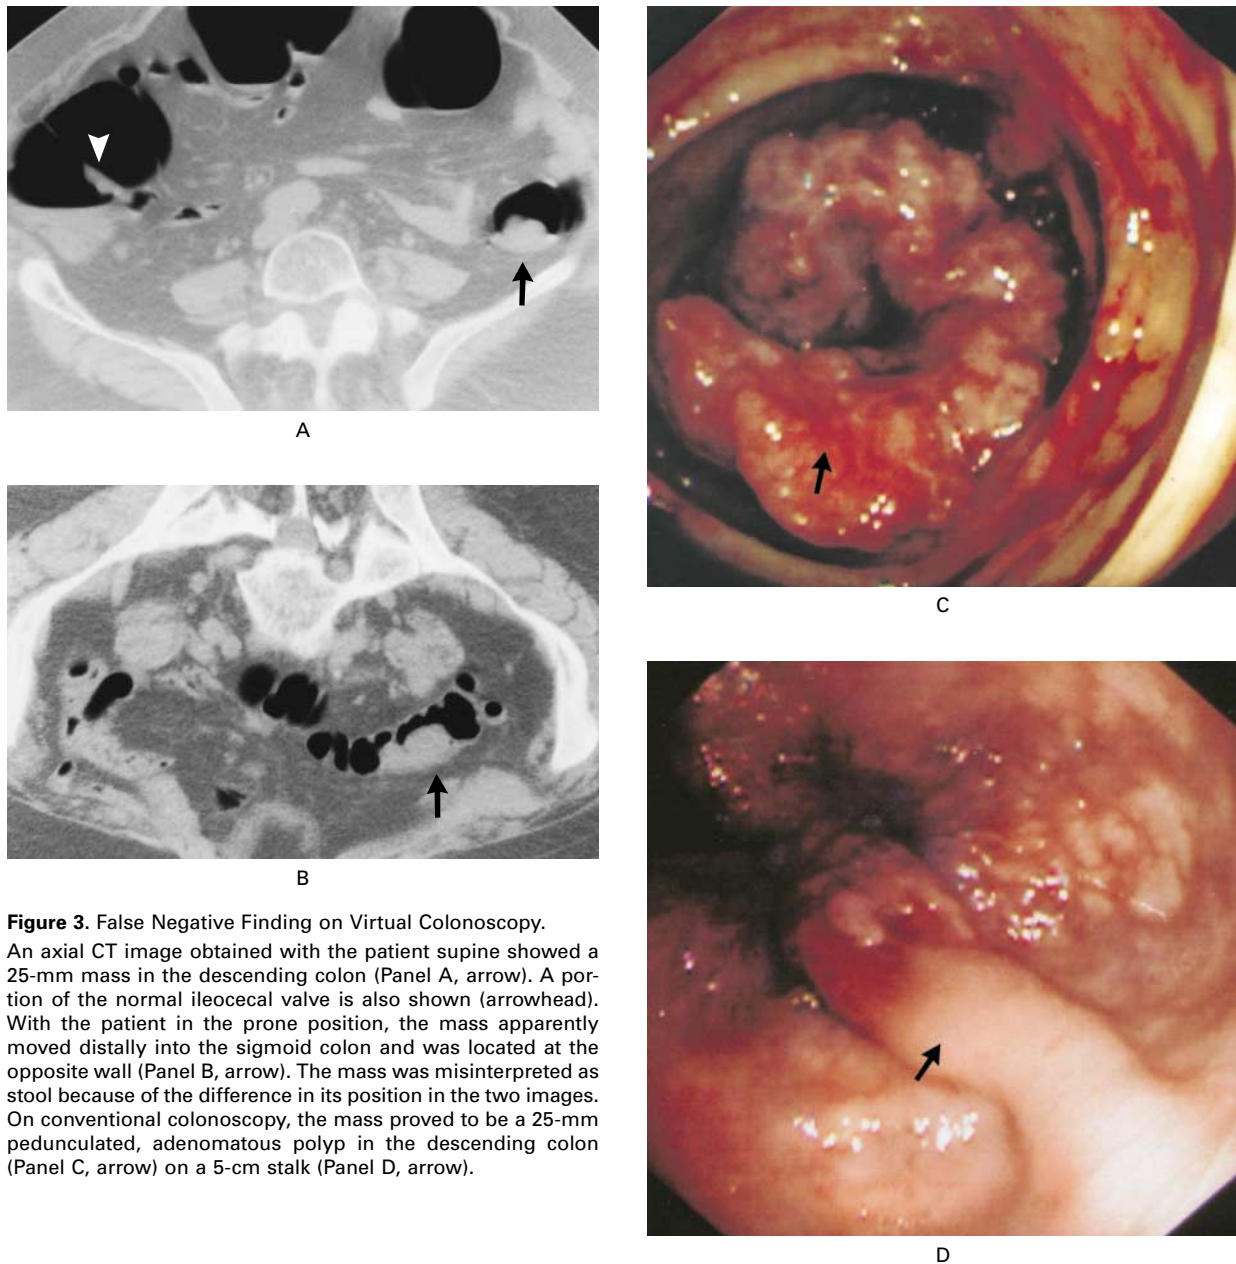 A
B
Figure 3. False Negative Finding on Virtual Colonoscopy.
An axial CT image obtained with the patient supine showed a
25-mm mass in the descending colon (Panel A, arrow). A por-
tion of the normal ileocecal valve is also shown (arrowhead).
With the patient in the prone position, the mass apparently
moved distally into the sigmoid colon and was located at the
opposite wall (Panel B, arrow). The mass was misinterpreted as
stool because of the difference in its position in the two images.
On conventional colonoscopy, the mass proved to be a 25-mm
pedunculated, adenomatous polyp in the descending colon
(Panel C, arrow) on a 5-cm stalk (Panel D, arrow).
C
D